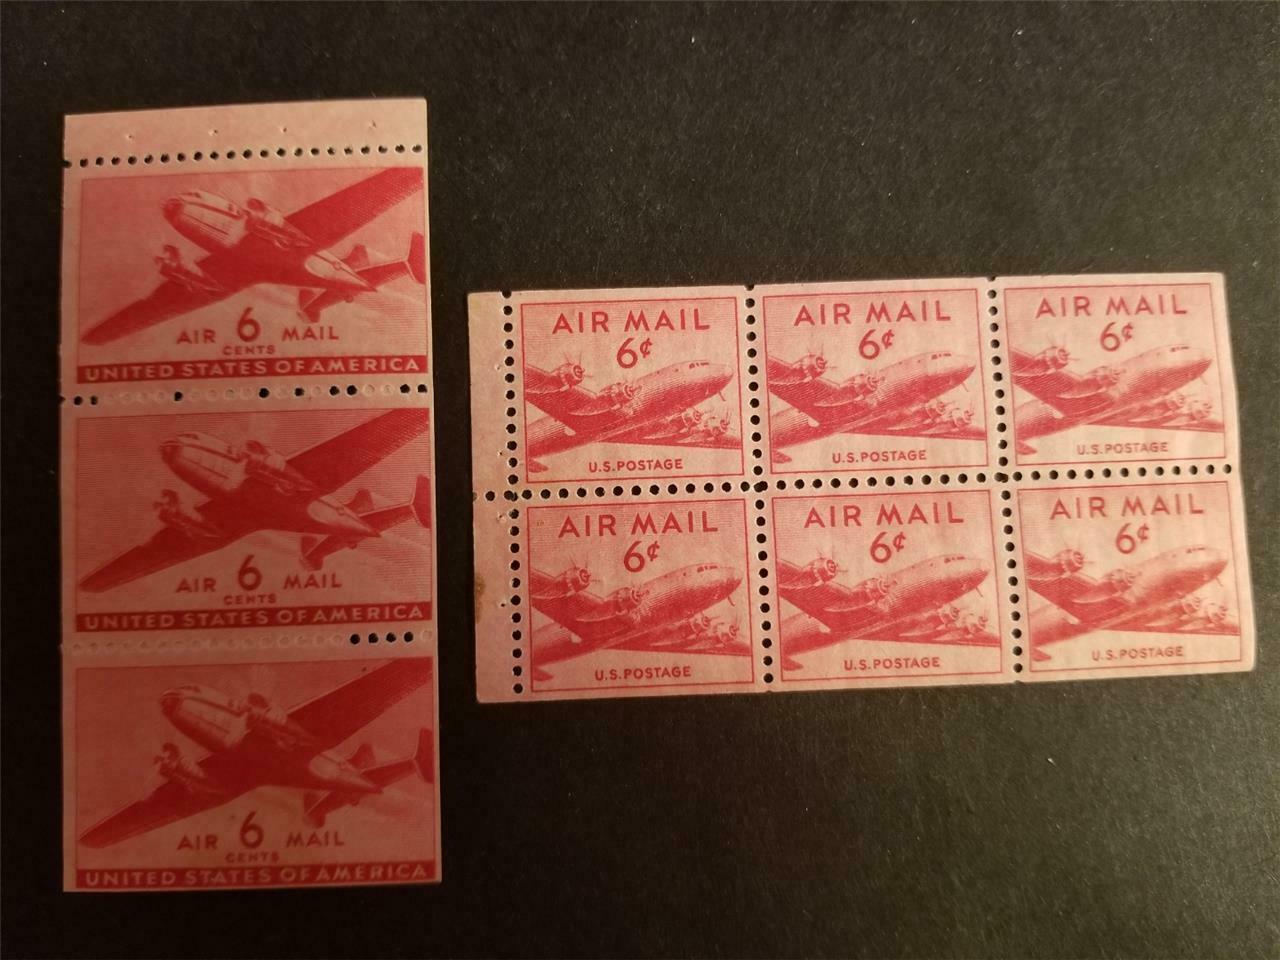 AIR 6 MAIL
CENTS
UNITED STATES OF AMERICA
AIR 6 MAIL
CENTS
UNITED STATES OF AMERICA
AIR 6 MAIL
CENTS
UNITED STATES OF AMERICA
AIR MAIL
6¢
U.S. POSTAGE
AIR MAIL
6¢
U.S. POSTAGE
AIR MAIL
6¢
U.S. POSTAGE
AIR MAIL
6¢
U.S. POSTAGE
AIR MAIL
6¢
U.S. POSTAGE
AIR MAIL
6¢
U.S. POSTAGE